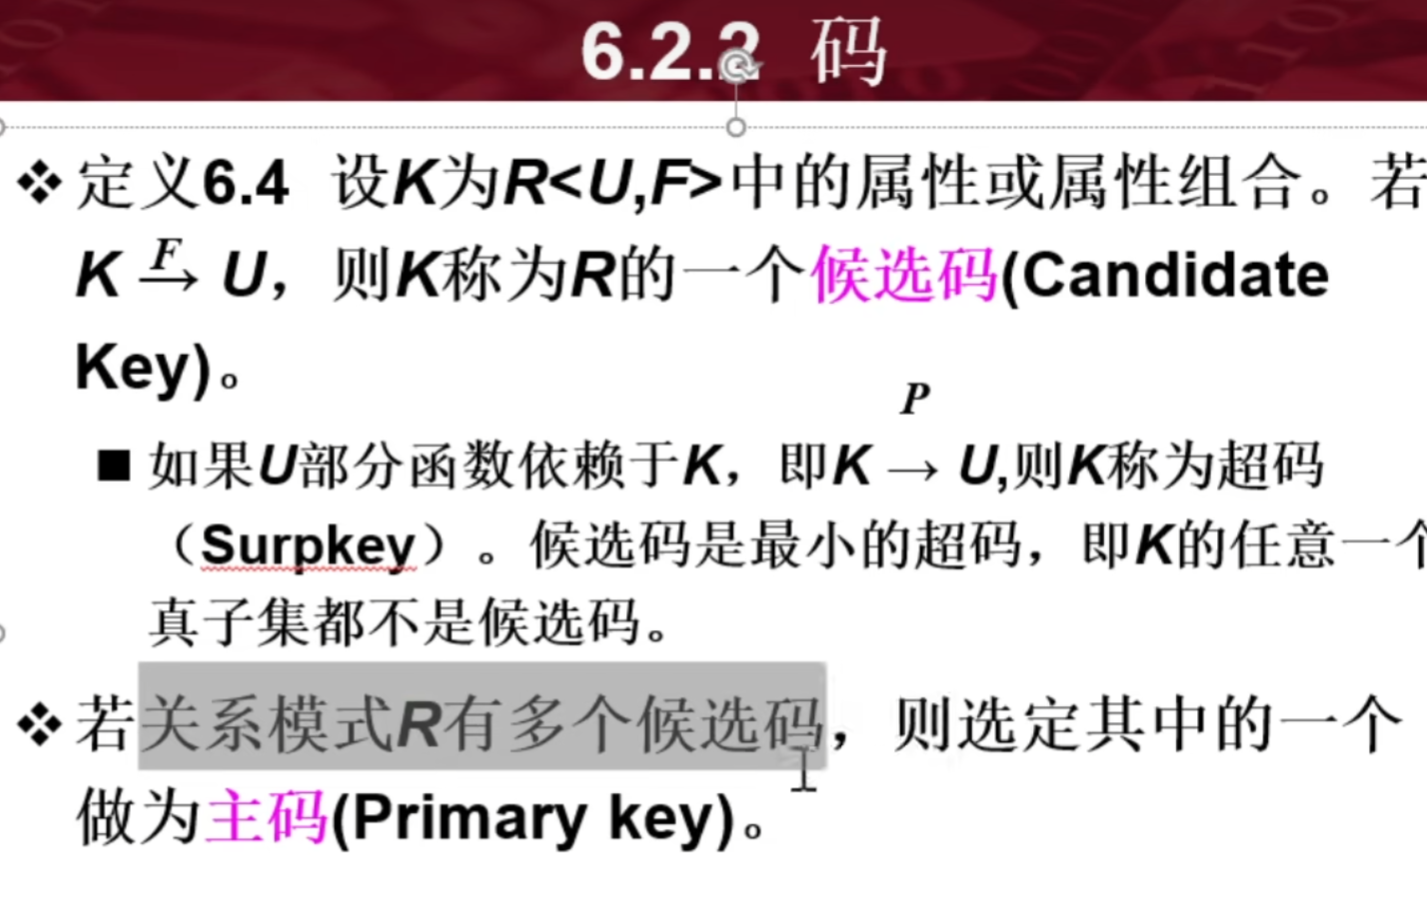 6.2.2 码
❖定义6.4 设K为R<U,F>中的属性或属性组合。若
F
K → U，则K称为R的一个候选码(Candidate
Key)。
P
■ 如果U部分函数依赖于K，即K → U,则K称为超码
（Surpkey）。候选码是最小的超码，即K的任意一个
真子集都不是候选码。
❖若关系模式R有多个候选码，则选定其中的一个
做为主码(Primary key)。